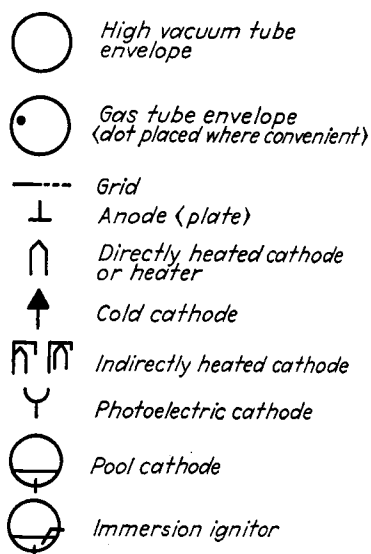 High vacuum tube
envelope
Gas tube envelope
<dot placed where convenient>
Grid
Anode <plate>
Directly heated cathode
or heater
Cold cathode
Indirectly heated cathode
Photoelectric cathode
Pool cathode
Immersion ignitor